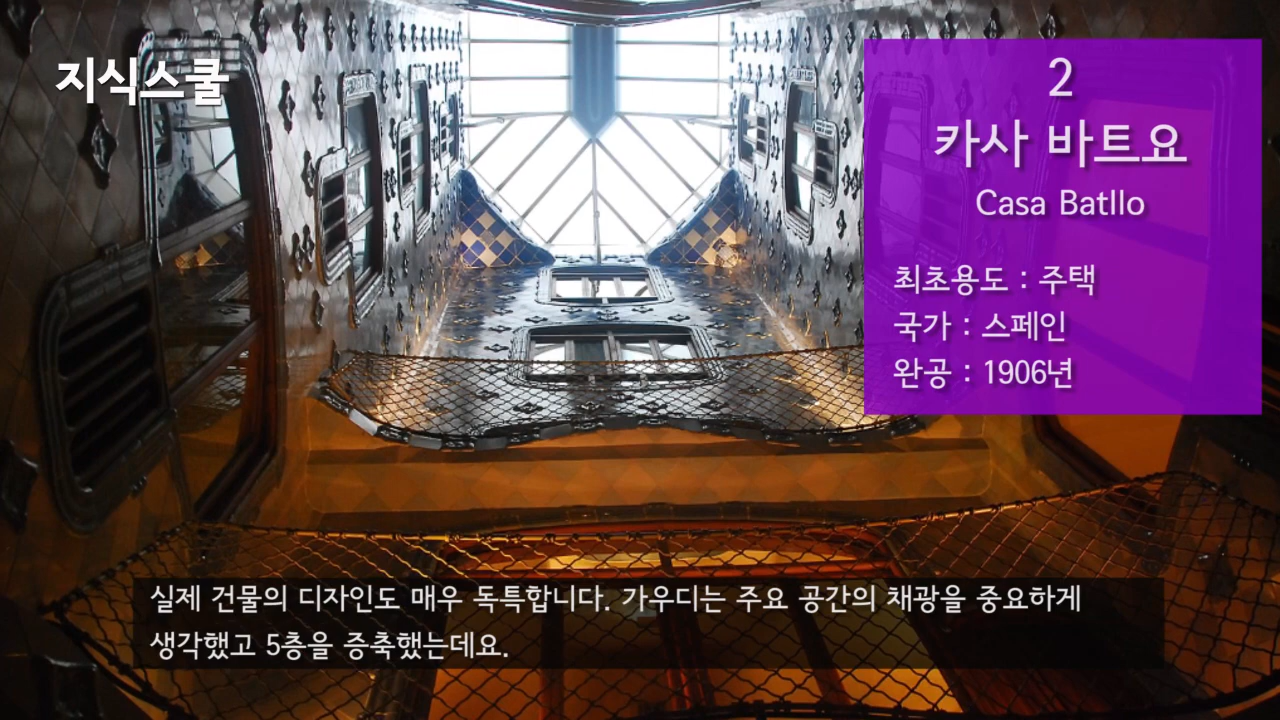 지식스쿨
2
카사 바트요
Casa Batllo
최초용도 : 주택
국가 : 스페인
완공 : 1906년
실제 건물의 디자인도 매우 독특합니다. 가우디는 주요 공간의 채광을 중요하게
생각했고 5층을 증축했는데요.